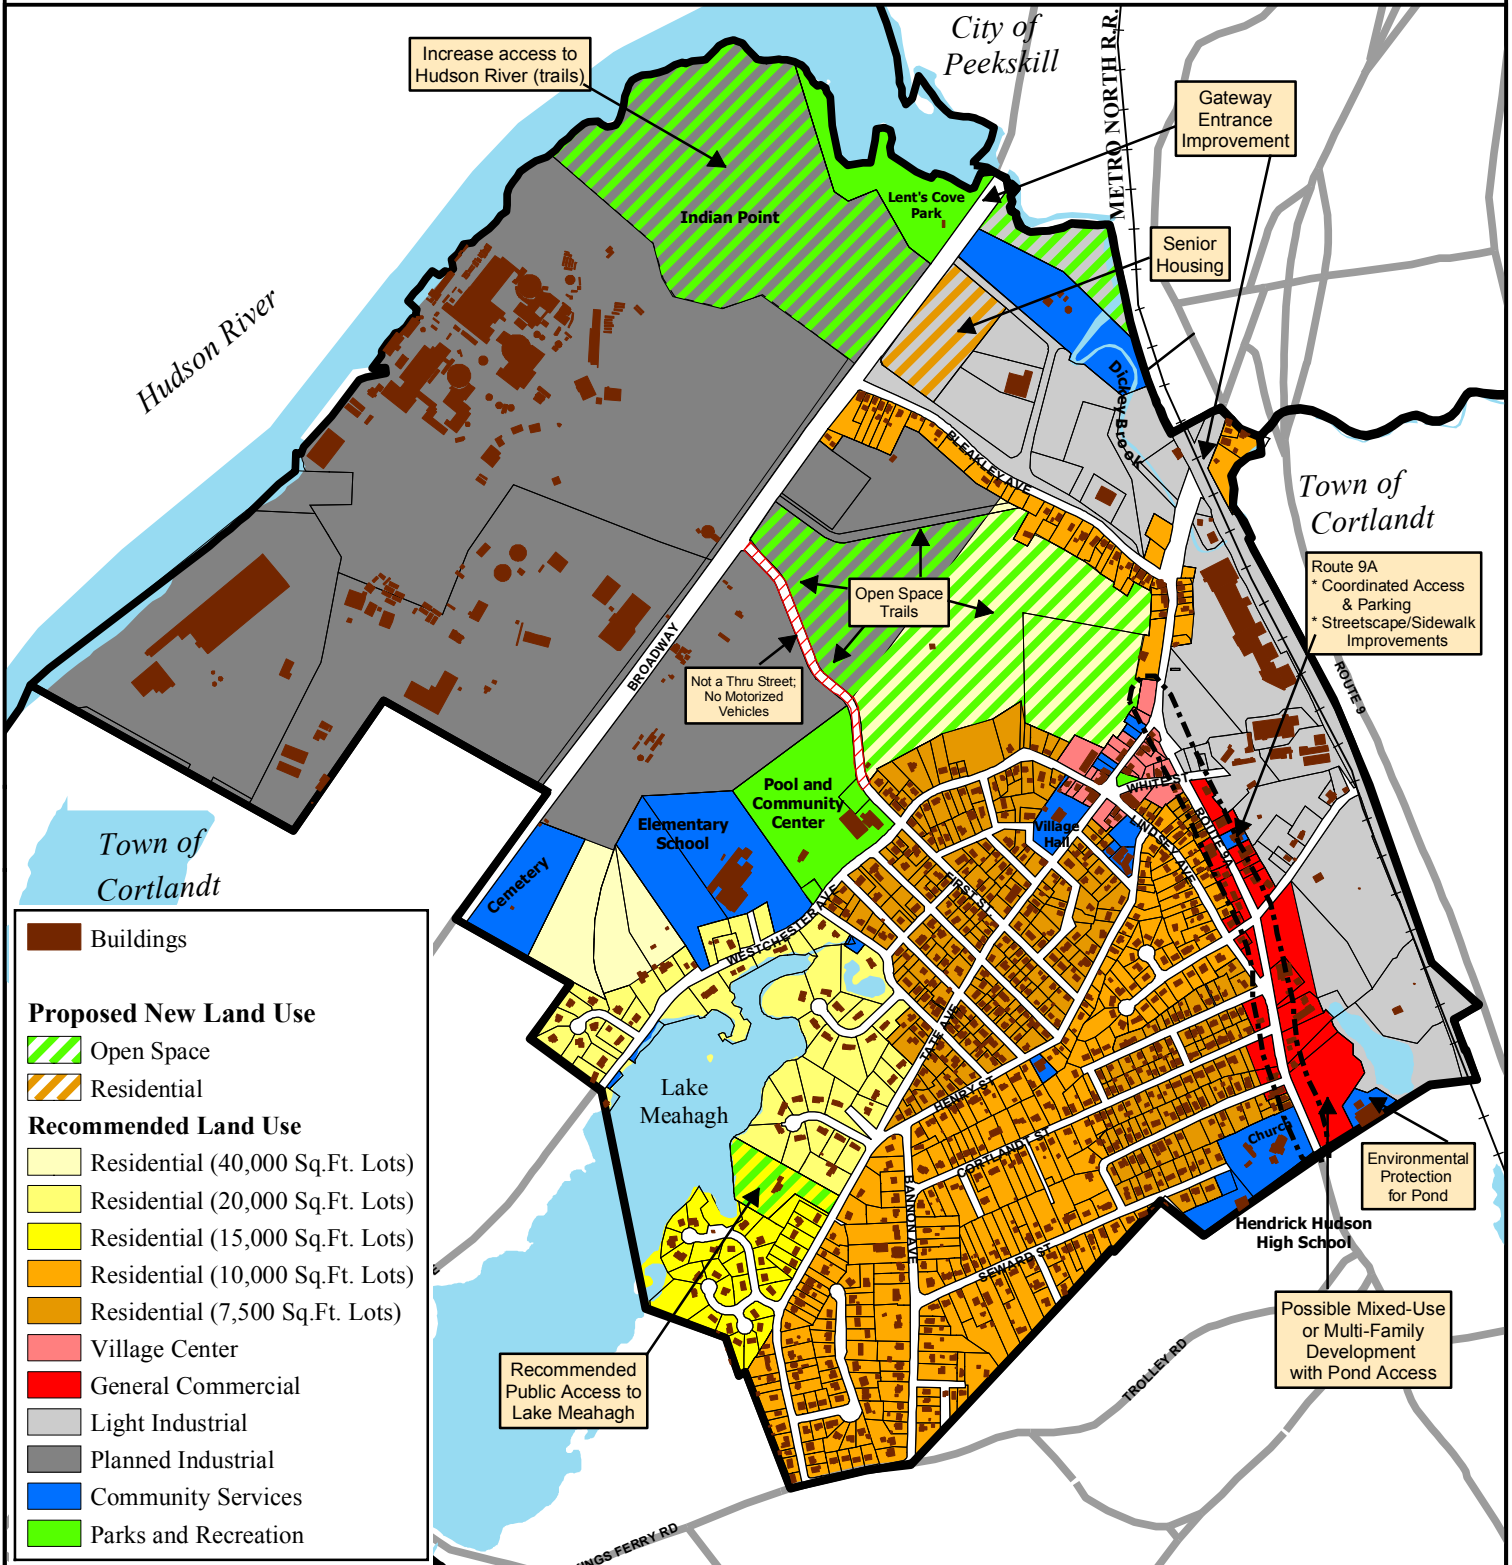 City of
Peekskill
METRO NORTH R.R.
Increase access to
Hudson River (trails)
Gateway
Entrance
Improvement
Indian Point
Lent's Cove
Park
Senior
Housing
Hudson River
Dickey Brook
BLEAKLEY AVE
Town of
Cortlandt
Route 9A
* Coordinated Access
& Parking
* Streetscape/Sidewalk
Improvements
Open Space
Trails
BROADWAY
Not a Thru Street;
No Motorized
Vehicles
ROUTE 9
Pool and
Community
Center
WHITE ST
Elementary
School
Village
Hall
LINDSEY AVE
ROUTE 9A
Town of
Cortlandt
Cemetery
FIRST ST.
WESTCHESTER AVE
TATE AVE
HENRY ST
Lake
Meahagh
CORTLANDT ST
Church
Environmental
Protection
for Pond
BANNON AVE
Hendrick Hudson
High School
SEWARD ST
Possible Mixed-Use
or Multi-Family
Development
with Pond Access
Recommended
Public Access to
Lake Meahagh
TROLLEY RD
INGS FERRY RD
Buildings
Proposed New Land Use
Open Space
Residential
Recommended Land Use
Residential (40,000 Sq.Ft. Lots)
Residential (20,000 Sq.Ft. Lots)
Residential (15,000 Sq.Ft. Lots)
Residential (10,000 Sq.Ft. Lots)
Residential (7,500 Sq.Ft. Lots)
Village Center
General Commercial
Light Industrial
Planned Industrial
Community Services
Parks and Recreation